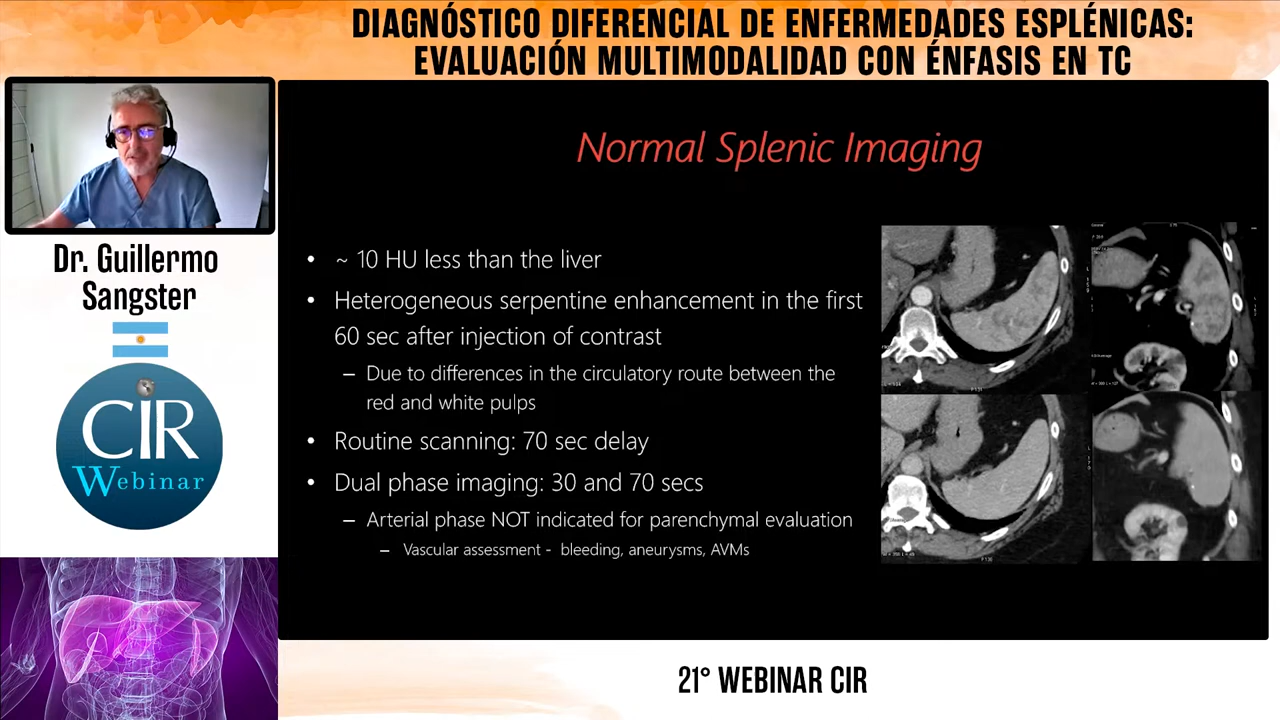 DIAGNÓSTICO DIFERENCIAL DE ENFERMEDADES ESPLÉNICAS:
EVALUACIÓN MULTIMODALIDAD CON ÉNFASIS EN TC
Dr. Guillermo
Sangster
CIR
Webinar
Normal Splenic Imaging
• ~ 10 HU less than the liver
• Heterogeneous serpentine enhancement in the first
60 sec after injection of contrast
– Due to differences in the circulatory route between the
red and white pulps
• Routine scanning: 70 sec delay
• Dual phase imaging: 30 and 70 secs
– Arterial phase NOT indicated for parenchymal evaluation
– Vascular assessment - bleeding, aneurysms, AVMs
21° WEBINAR CIR